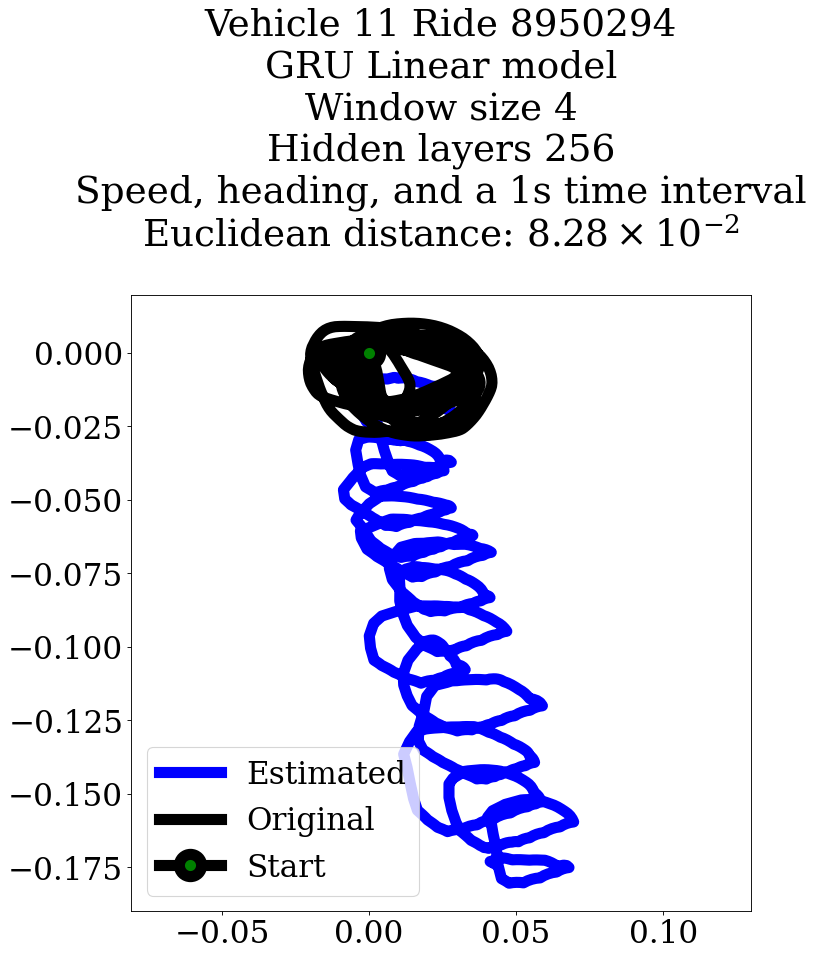 Vehicle 11 Ride 8950294
GRU Linear model
Window size 4
Hidden layers 256
Speed, heading, and a 1s time interval
Euclidean distance: 8.28 × 10⁻²
0.000
−0.025
−0.050
−0.075
−0.100
−0.125
−0.150
−0.175
Estimated
Original
Start
−0.05 0.00 0.05 0.10